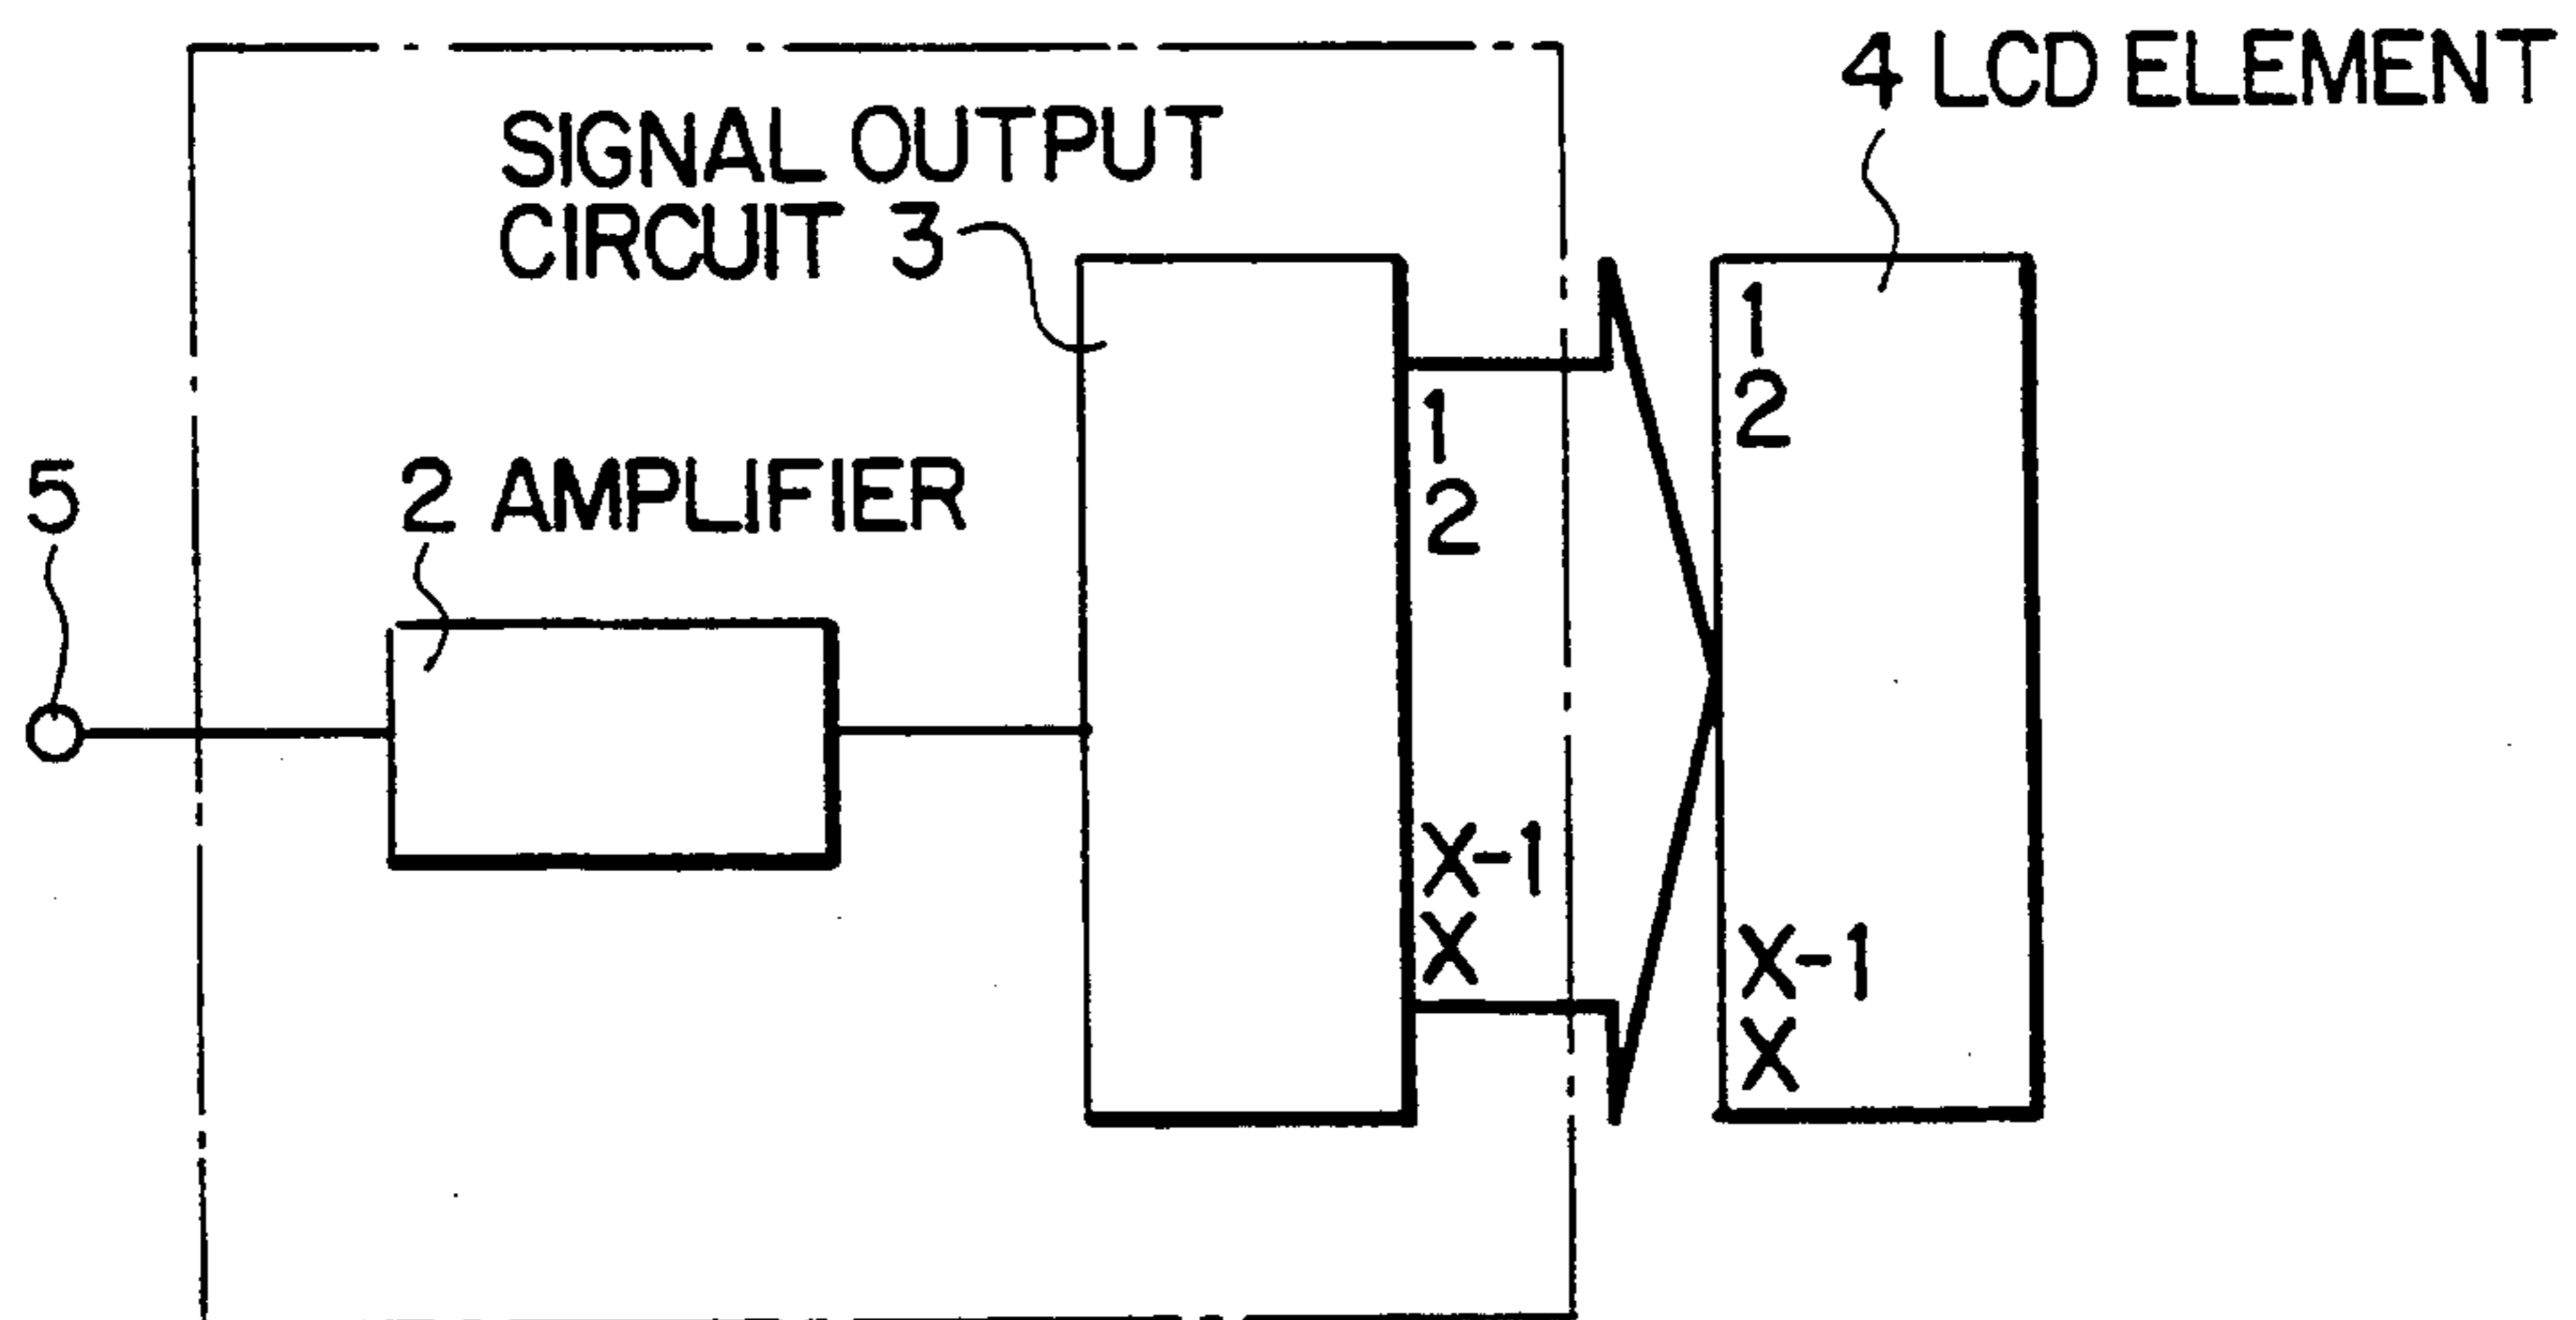 4 LCD ELEMENT
SIGNAL OUTPUT
CIRCUIT 3
1
2
1
2
5
2 AMPLIFIER
X-1
X
X-1
X